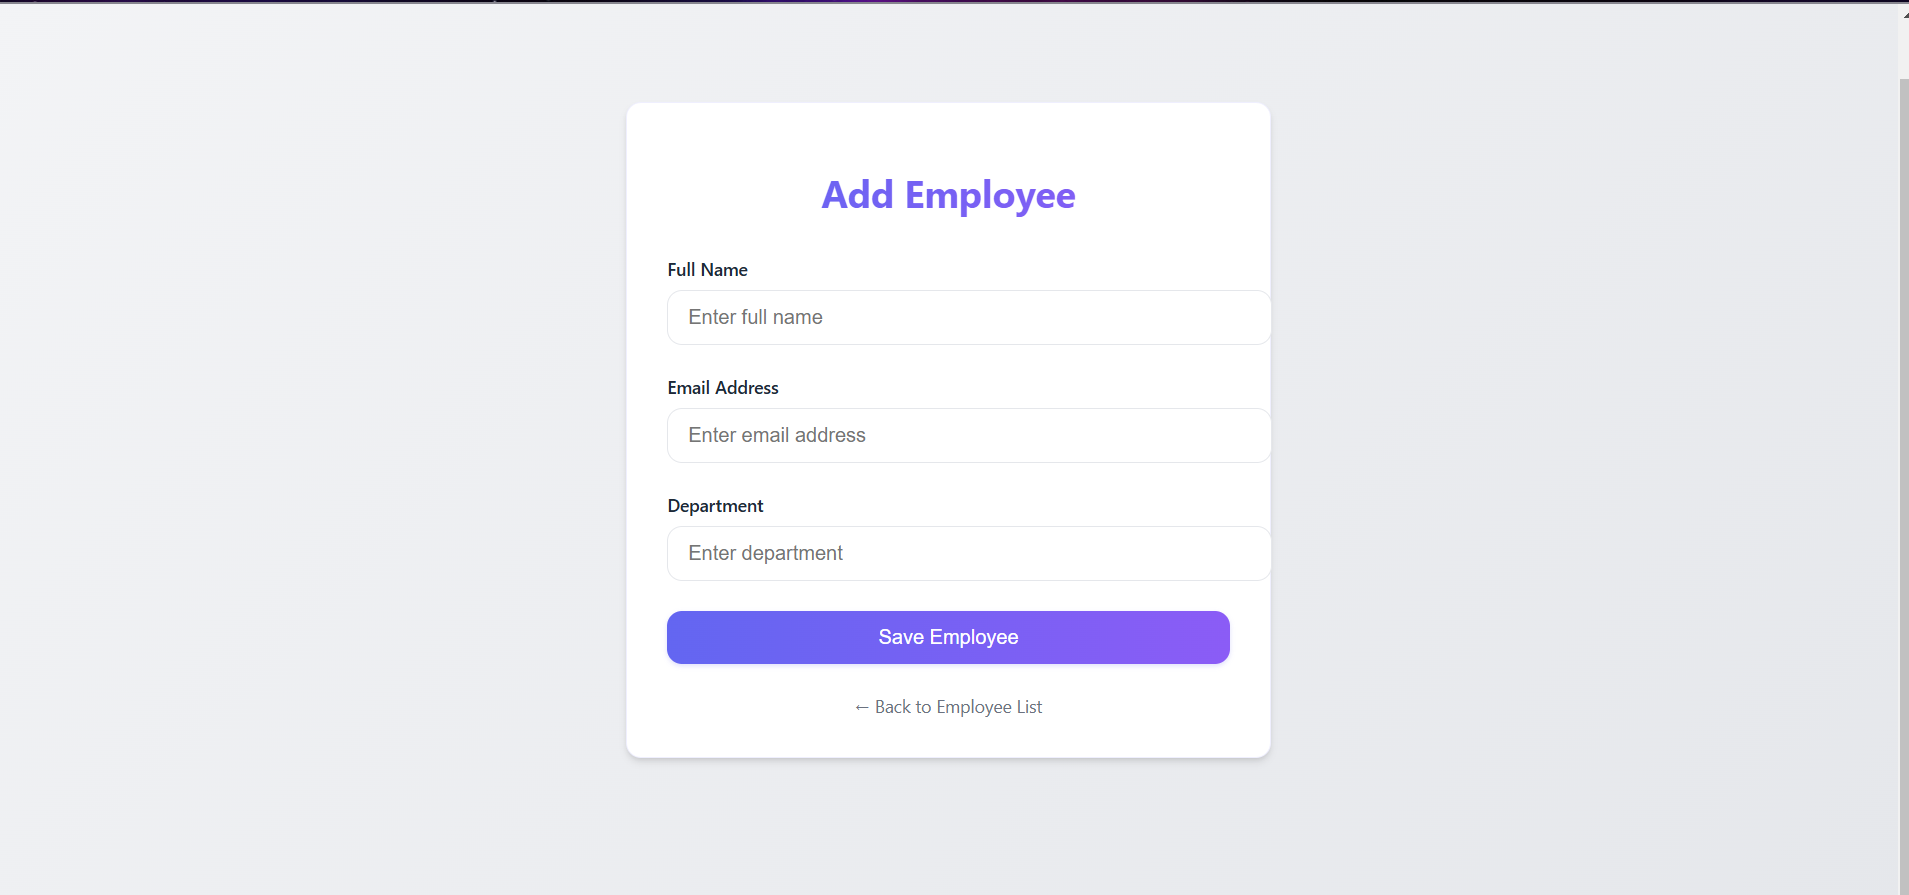 Add Employee
Full Name
Enter full name
Email Address
Enter email address
Department
Enter department
Save Employee
← Back to Employee List